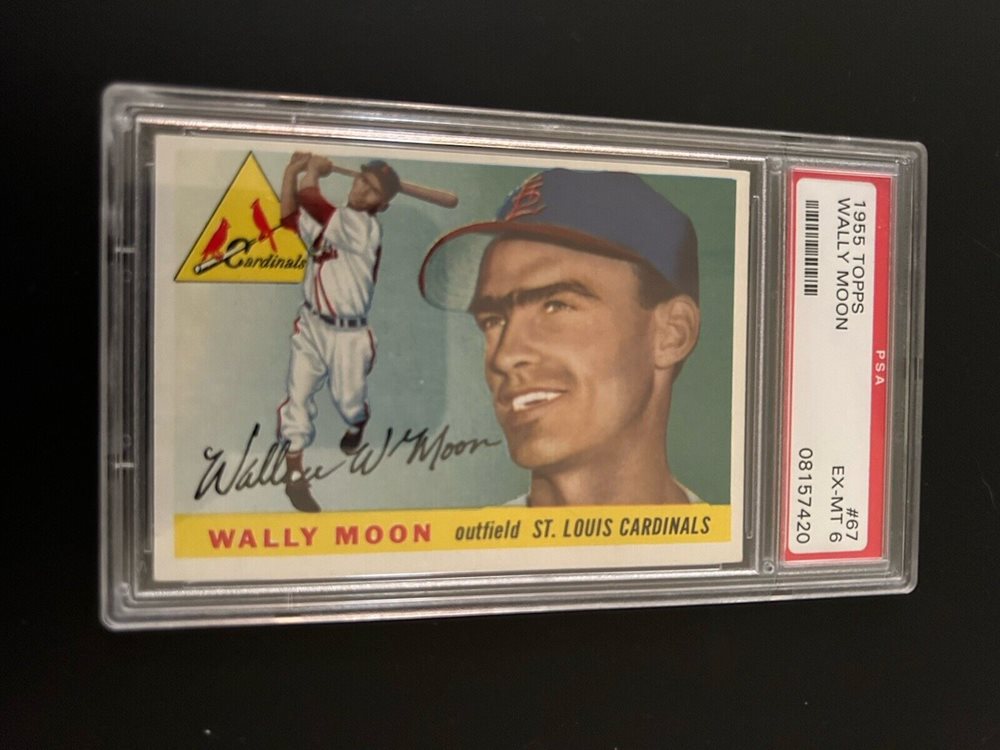 Cardinals
Wallace W Moon
WALLY MOON outfield ST. LOUIS CARDINALS
1955 TOPPS #67
WALLY MOON EX-MT 6
PSA 08157420